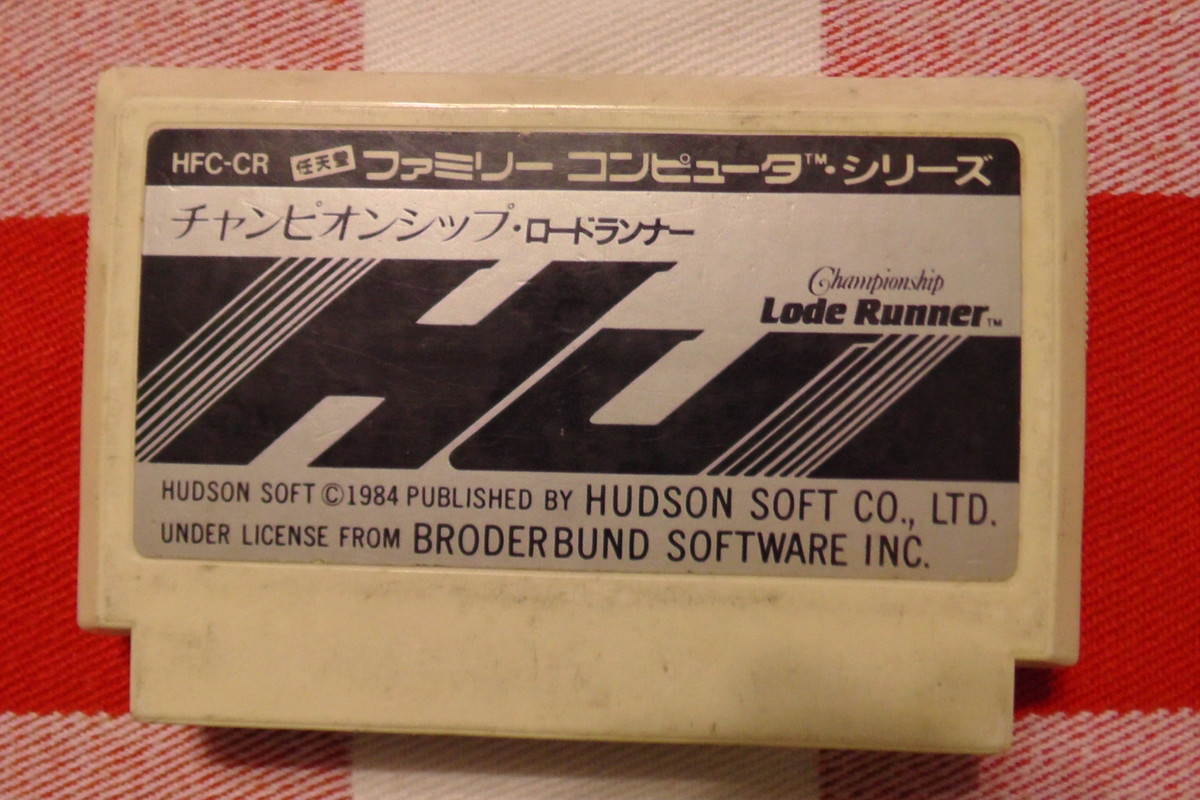 HFC-CR 任天堂 ファミリー コンピュータ™・シリーズ
チャンピオンシップ・ロードランナー
Championship
Lode Runner™
HU
HUDSON SOFT ©1984 PUBLISHED BY HUDSON SOFT CO., LTD.
UNDER LICENSE FROM BRODERBUND SOFTWARE INC.